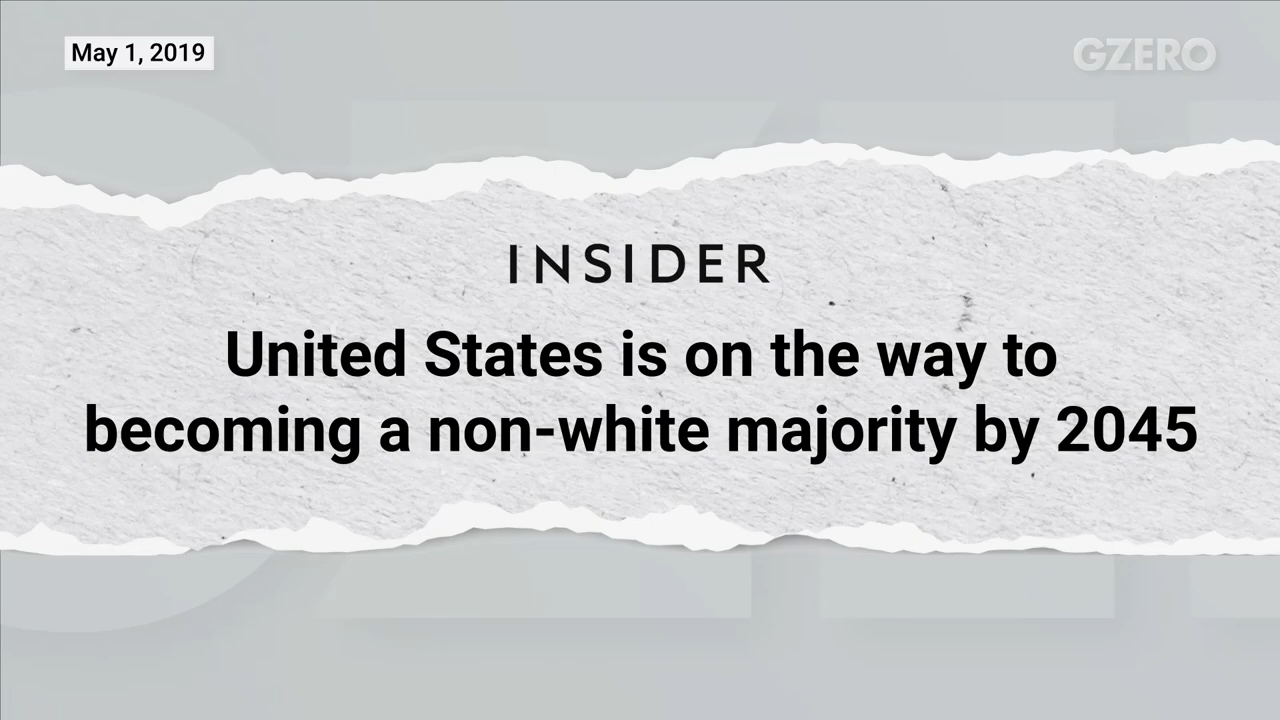 May 1, 2019
GZERO
INSIDER
United States is on the way to
becoming a non-white majority by 2045